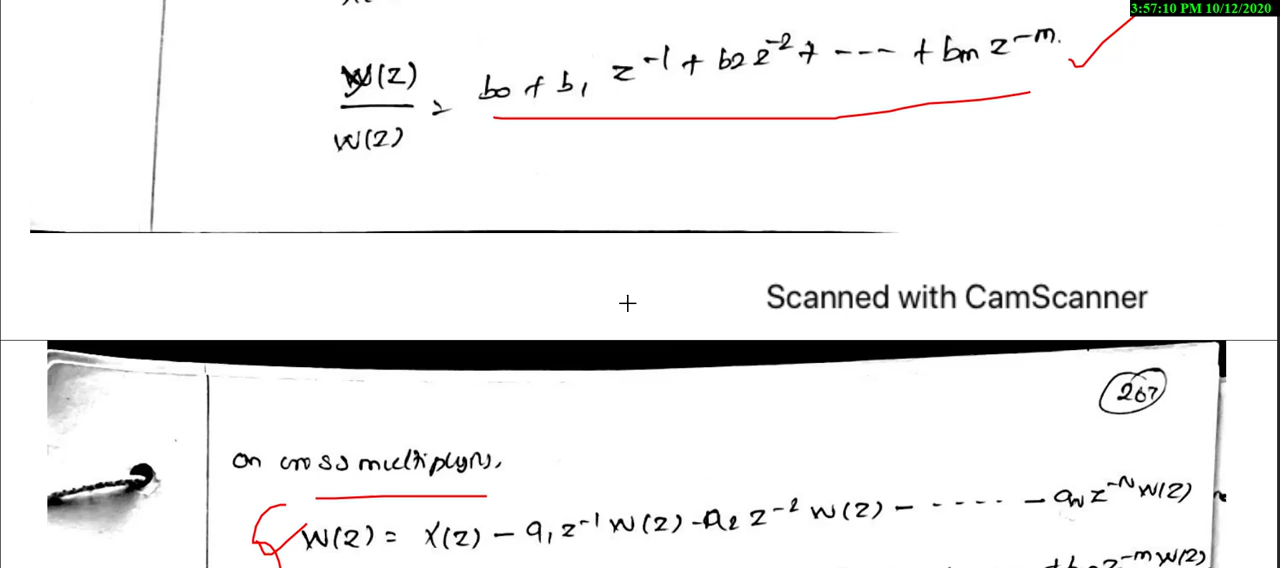 3:57:10 PM 10/12/2020
Y(Z)
W(Z)
= b0 + b1 z^-1 + b2 z^-2 + --- + bm z^-m.
Scanned with CamScanner
267
On cross multiplyns,
W(Z) = X(Z) - a1 z^-1 W(Z) - a2 z^-2 W(Z) - ---- - aN z^-N W(Z)
z^-m W(Z)